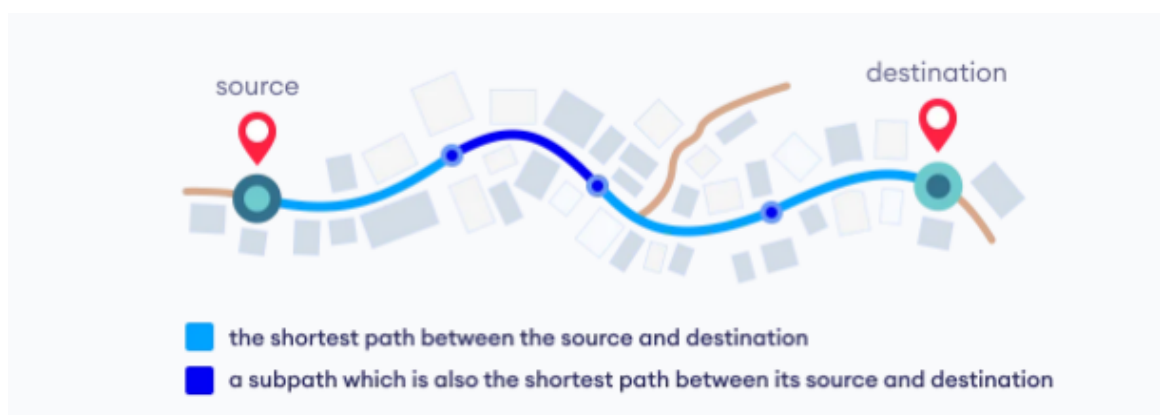 source
destination
the shortest path between the source and destination
a subpath which is also the shortest path between its source and destination